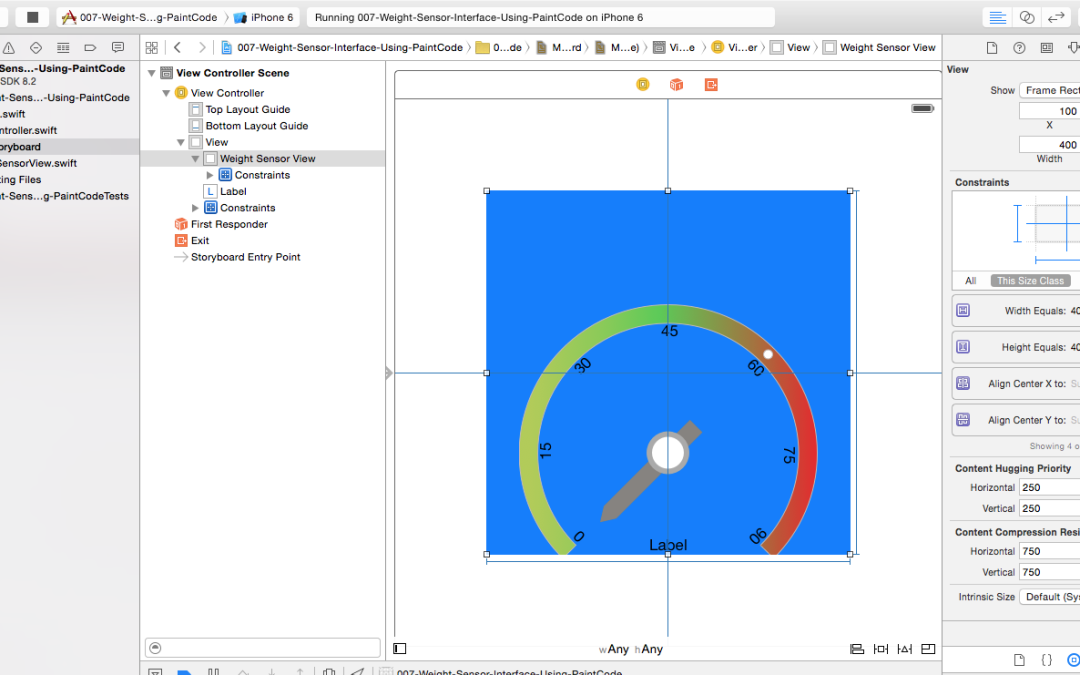 007-Weight-S...g-PaintCode iPhone 6 Running 007-Weight-Sensor-Interface-Using-PaintCode on iPhone 6
007-Weight-Sensor-Interface-Using-PaintCode 0...de M...rd M...e) Vi...e Vi...er View Weight Sensor View
Sens...-Using-PaintCode
SDK 8.2
nt-Sens...-Using-PaintCode
.swift
ntroller.swift
oryboard
SensorView.swift
ting Files
nt-Sens...g-PaintCodeTests
View Controller Scene
View Controller
Top Layout Guide
Bottom Layout Guide
View
Weight Sensor View
Constraints
L Label
Constraints
First Responder
Exit
Storyboard Entry Point
45
30
60
15
75
0
90
Label
wAny hAny
007-Weight-Sensor-Interface-Using-PaintCode
View
Show Frame Rect
100
X
400
Width
Constraints
All This Size Class
Width Equals: 40
Height Equals: 40
Align Center X to: Su
Align Center Y to: Su
Showing 4 o
Content Hugging Priority
Horizontal 250
Vertical 250
Content Compression Resi
Horizontal 750
Vertical 750
Intrinsic Size Default (Sys